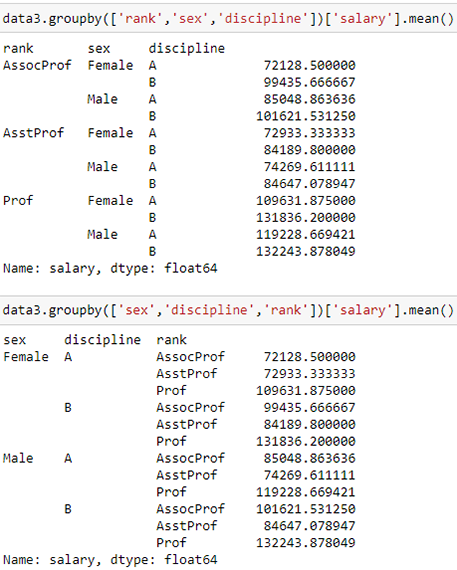 data3.groupby(['rank','sex','discipline'])['salary'].mean()
rank sex discipline
AssocProf Female A 72128.500000
B 99435.666667
Male A 85048.863636
B 101621.531250
AsstProf Female A 72933.333333
B 84189.800000
Male A 74269.611111
B 84647.078947
Prof Female A 109631.875000
B 131836.200000
Male A 119228.669421
B 132243.878049
Name: salary, dtype: float64
data3.groupby(['sex','discipline','rank'])['salary'].mean()
sex discipline rank
Female A AssocProf 72128.500000
AsstProf 72933.333333
Prof 109631.875000
B AssocProf 99435.666667
AsstProf 84189.800000
Prof 131836.200000
Male A AssocProf 85048.863636
AsstProf 74269.611111
Prof 119228.669421
B AssocProf 101621.531250
AsstProf 84647.078947
Prof 132243.878049
Name: salary, dtype: float64